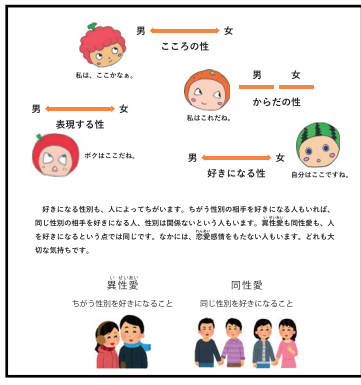 男 女
こころの性
私は、ここかなぁ。
男 女
からだの性
私はこれだね。
男 女
表現する性
ボクはここだね。
男 女
好きになる性
自分はここですね。
好きになる性別も、人によってちがいます。ちがう性別の相手を好きになる人もいれば、
同じ性別の相手を好きになる人、性別は関係ないという人もいます。異性愛も同性愛も、人
を好きになるという点では同じです。なかには、恋愛感情をもたない人もいます。どれも大
切な気持ちです。
異性愛 同性愛
ちがう性別を好きになること 同じ性別を好きになること